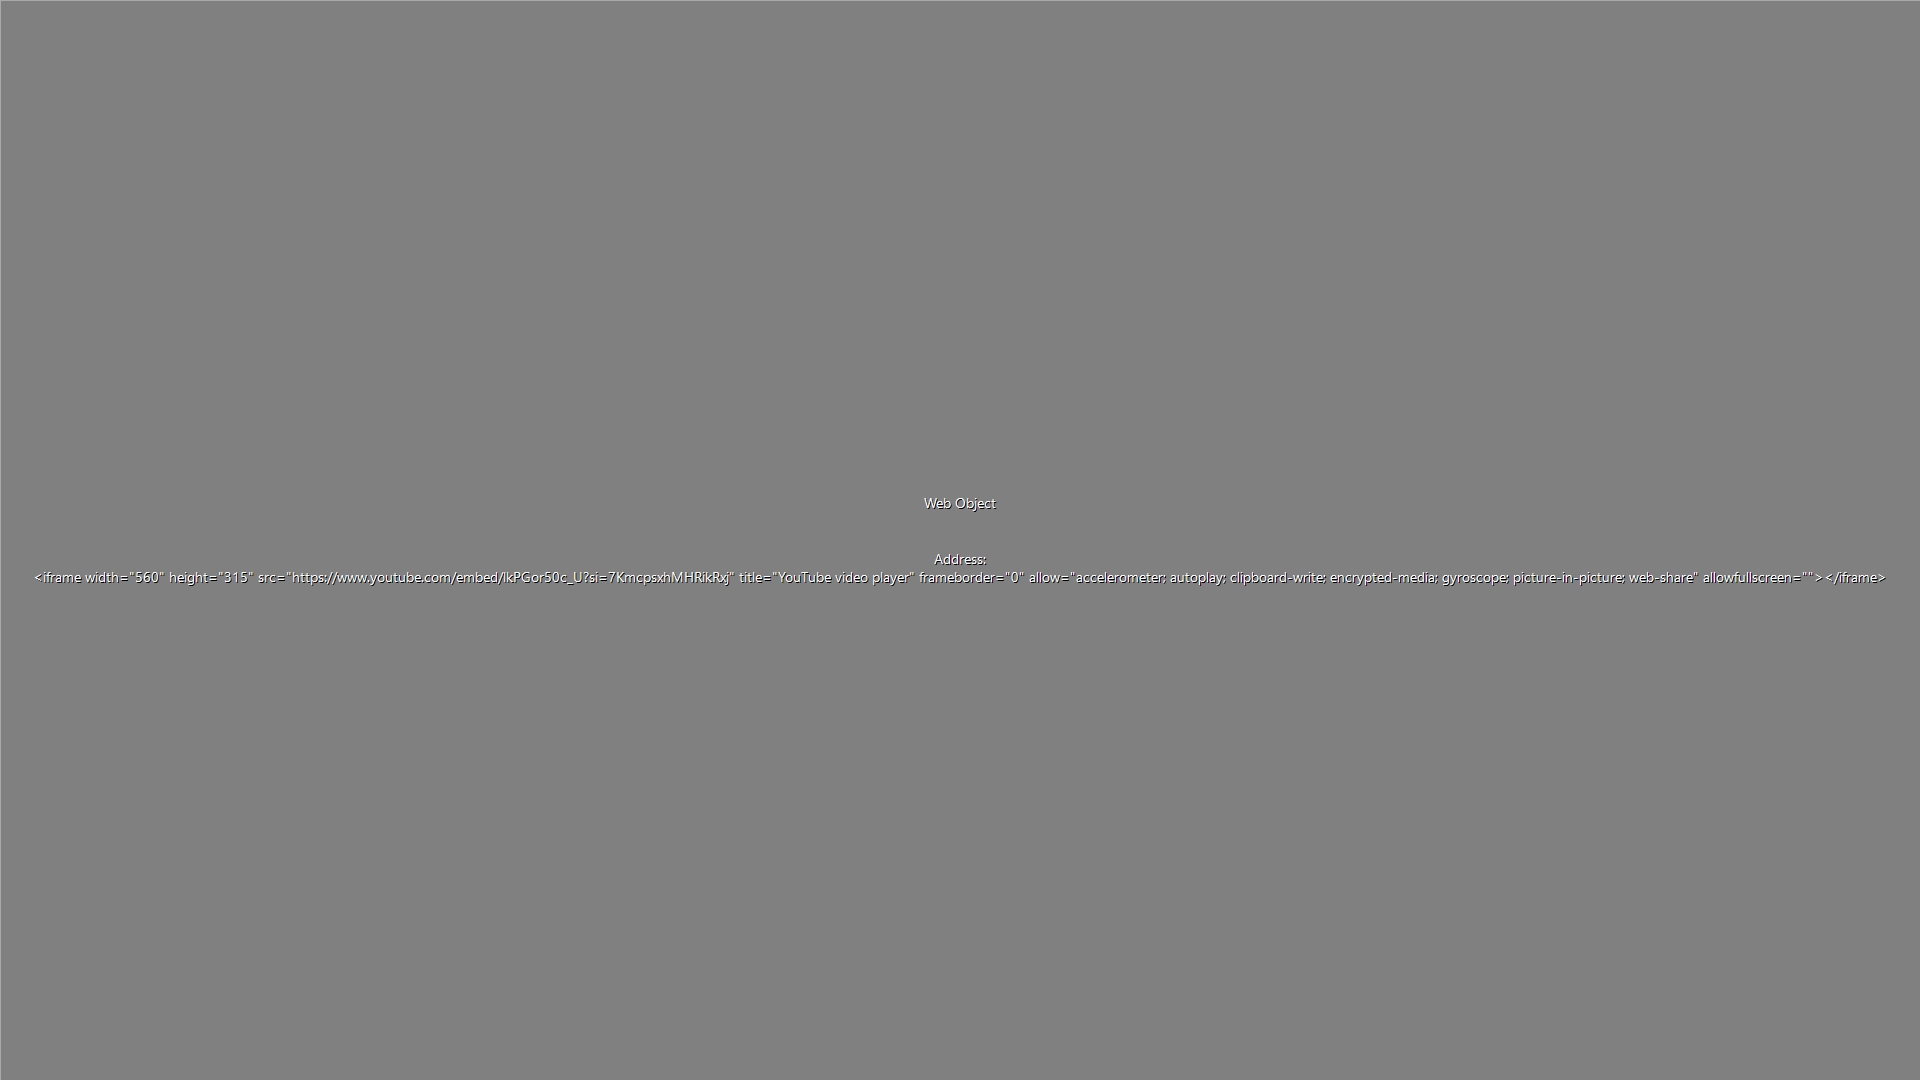 Web Object
Address:
<iframe width="560" height="315" src="https://www.youtube.com/embed/lkPGor50c_U?si=7KmcpsxhMHRikRxj" title="YouTube video player" frameborder="0" allow="accelerometer; autoplay; clipboard-write; encrypted-media; gyroscope; picture-in-picture; web-share" allowfullscreen=""></iframe>